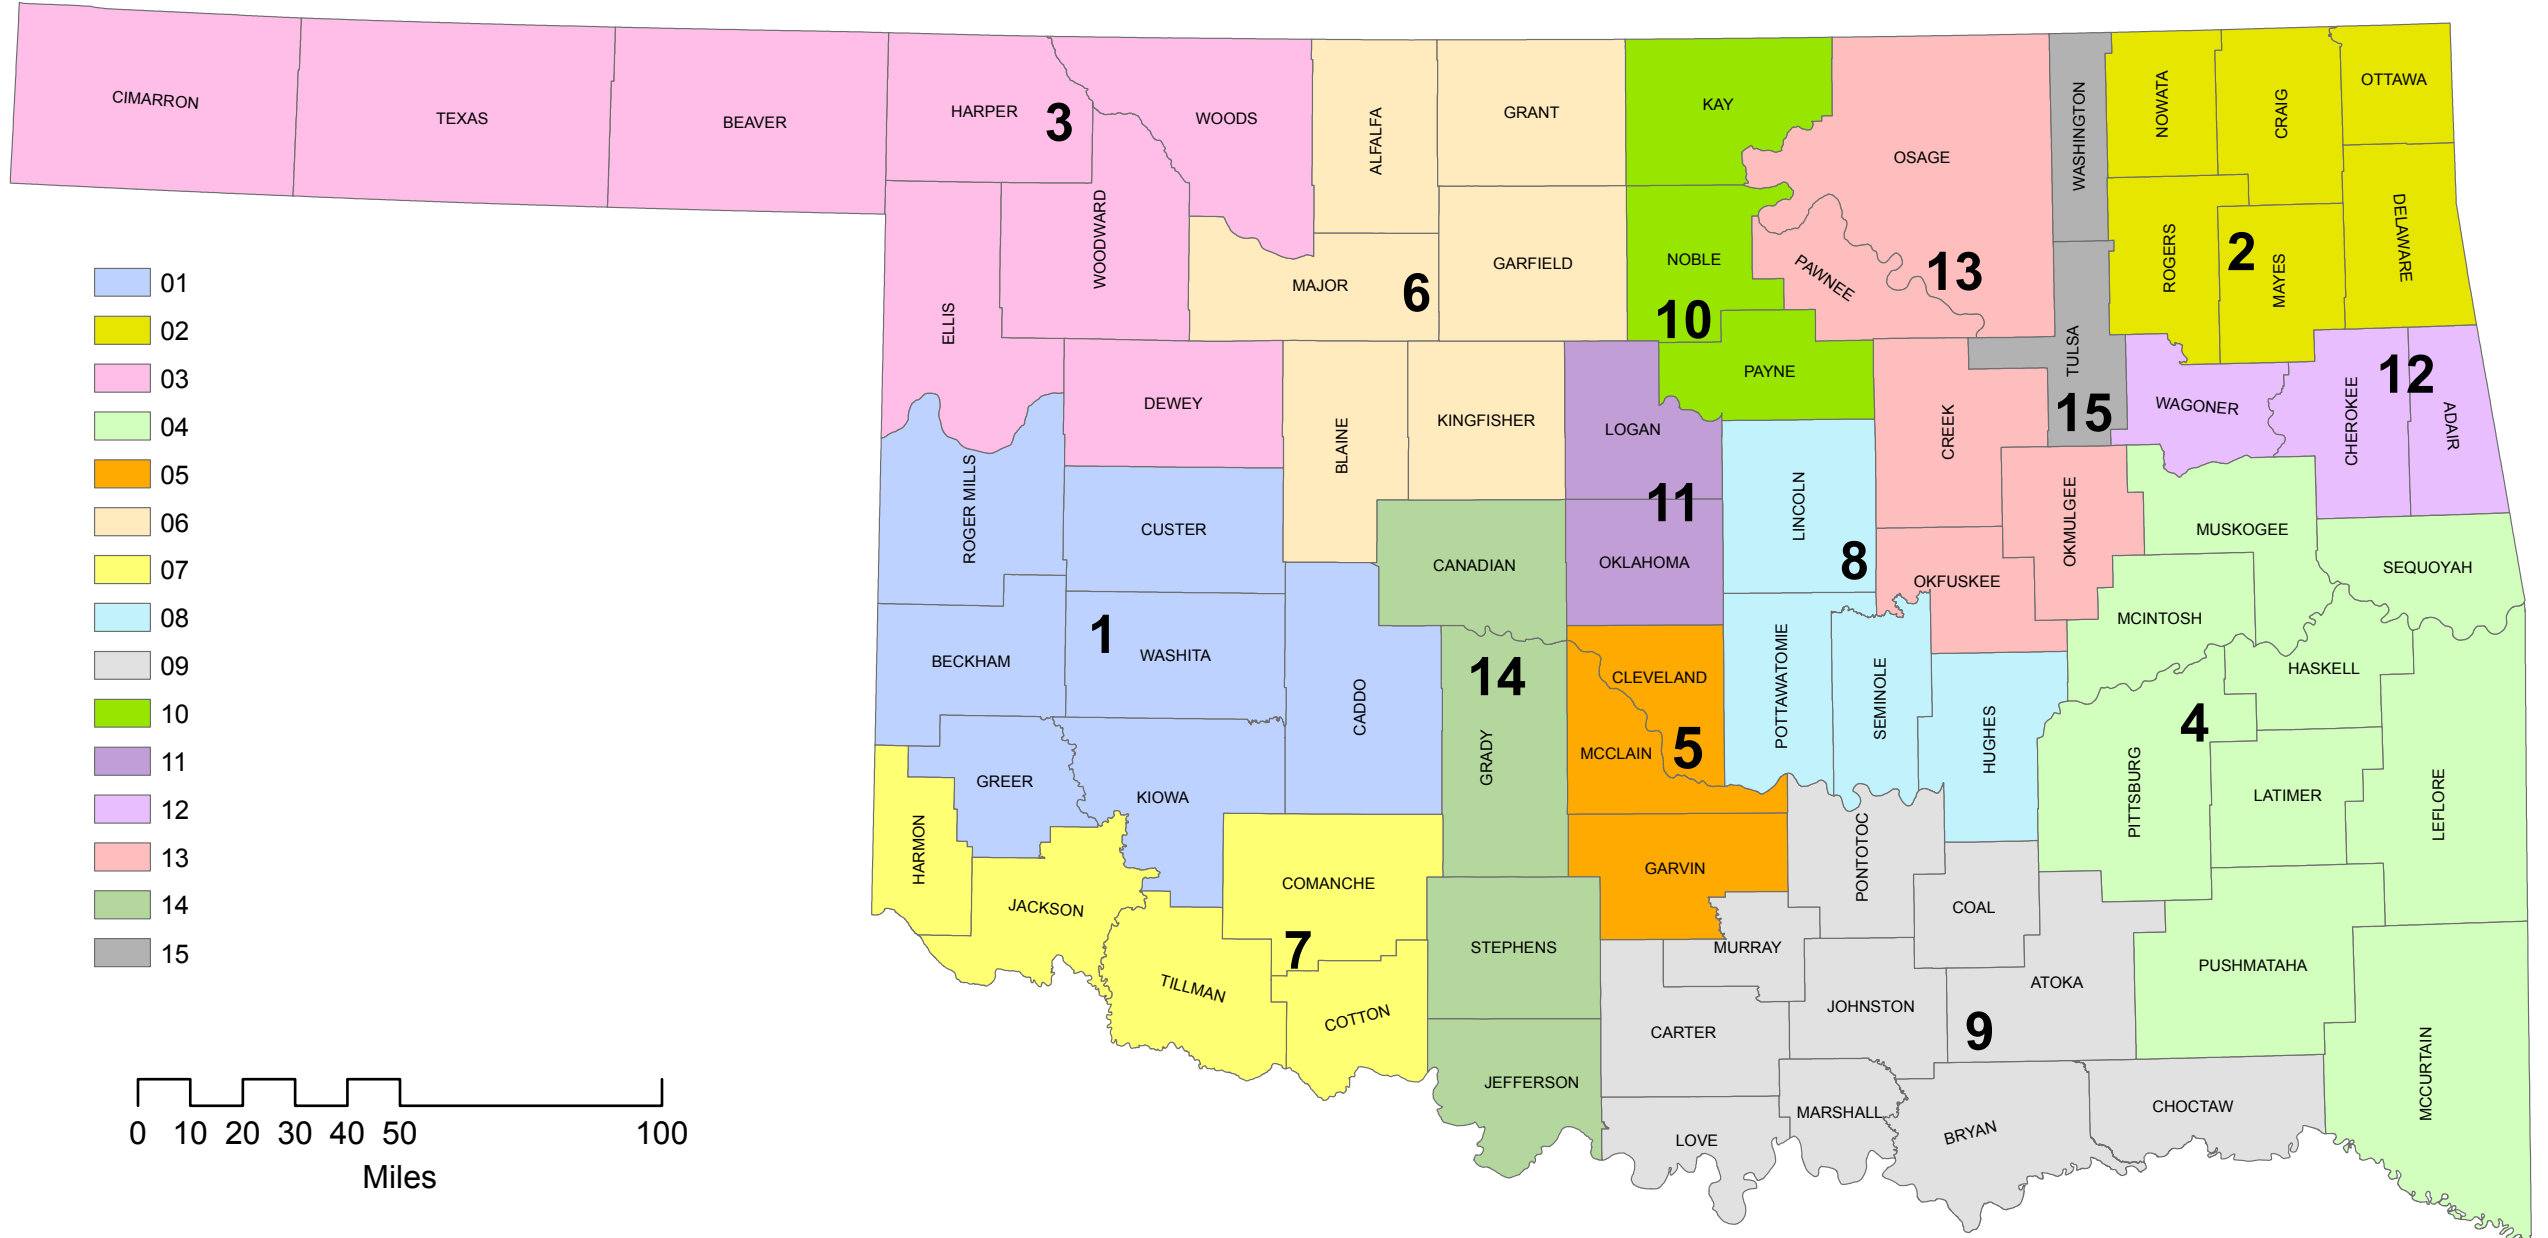 CIMARRON
TEXAS
BEAVER
HARPER
3
WOODS
ALFALFA
GRANT
KAY
OSAGE
WASHINGTON
NOWATA
CRAIG
OTTAWA
ELLIS
WOODWARD
MAJOR
6
GARFIELD
NOBLE
10
PAWNEE
13
ROGERS
2
MAYES
DELAWARE
DEWEY
BLAINE
KINGFISHER
LOGAN
11
PAYNE
CREEK
TULSA
15
WAGONER
CHEROKEE
12
ADAIR
ROGER MILLS
CUSTER
CANADIAN
OKLAHOMA
LINCOLN
8
OKFUSKEE
OKMULGEE
MUSKOGEE
SEQUOYAH
MCINTOSH
BECKHAM
1
WASHITA
CADDO
14
GRADY
CLEVELAND
MCCLAIN
5
POTTAWATOMIE
SEMINOLE
HUGHES
PITTSBURG
4
HASKELL
LATIMER
LEFLORE
HARMON
GREER
KIOWA
JACKSON
COMANCHE
7
TILLMAN
COTTON
STEPHENS
JEFFERSON
GARVIN
MURRAY
PONTOTOC
COAL
ATOKA
PUSHMATAHA
CARTER
JOHNSTON
9
LOVE
MARSHALL
BRYAN
CHOCTAW
MCCURTAIN
01
02
03
04
05
06
07
08
09
10
11
12
13
14
15
0 10 20 30 40 50 100
Miles